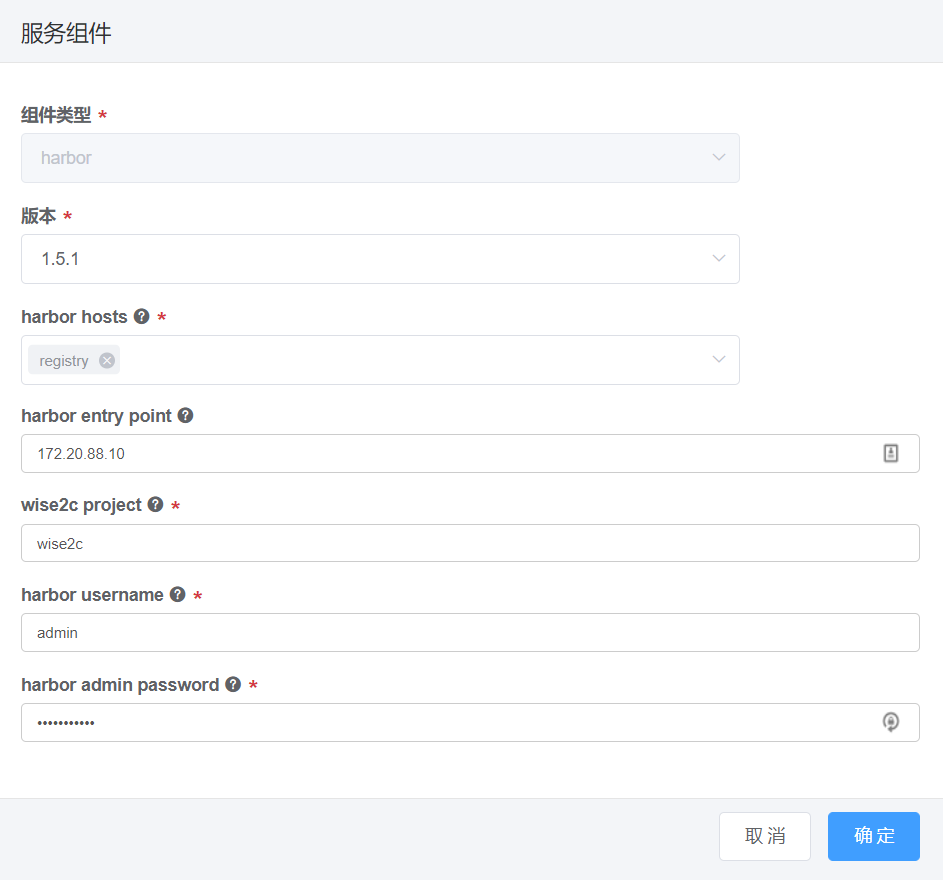 服务组件
组件类型 *
harbor
版本 *
1.5.1
harbor hosts ? *
registry
harbor entry point ?
172.20.88.10
wise2c project ? *
wise2c
harbor username ? *
admin
harbor admin password ? *
•••••••••••
取消 确定